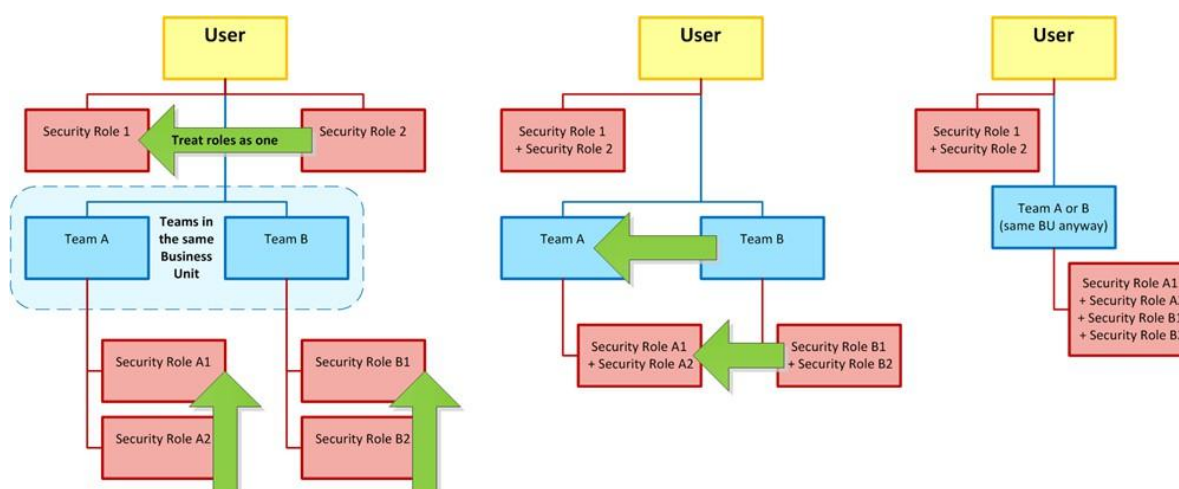 User
Security Role 1
Treat roles as one
Security Role 2
Team A
Teams in
the same
Business
Unit
Team B
Security Role A1
Security Role A2
Security Role B1
Security Role B2
User
Security Role 1
+ Security Role 2
Team A
Team B
Security Role A1
+ Security Role A2
Security Role B1
+ Security Role B2
User
Security Role 1
+ Security Role 2
Team A or B
(same BU anyway)
Security Role A1
+ Security Role A2
+ Security Role B1
+ Security Role B2